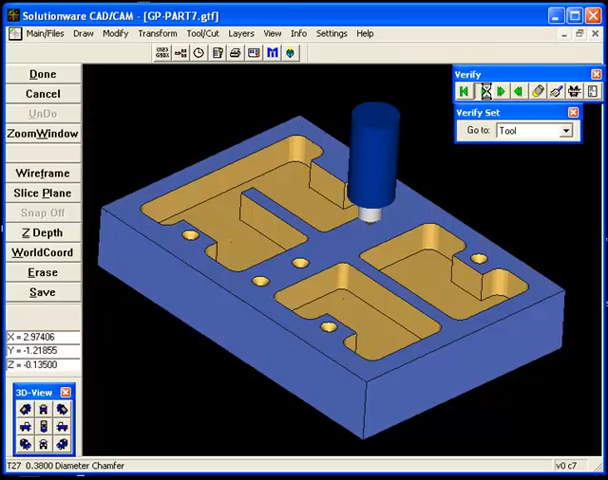 Solutionware CAD/CAM - [GP-PART7.gtf]
Main/Files Draw Modify Transform Tool/Cut Layers View Info Settings Help
Done
Cancel
UnDo
ZoomWindow
Wireframe
Slice Plane
Snap Off
Z Depth
WorldCoord
Erase
Save
X = 2.97406
Y = -1.21855
Z = -0.13500
3D-View
Verify
Verify Set
Go to: Tool
T27 0.3800 Diameter Chamfer
v0 c7